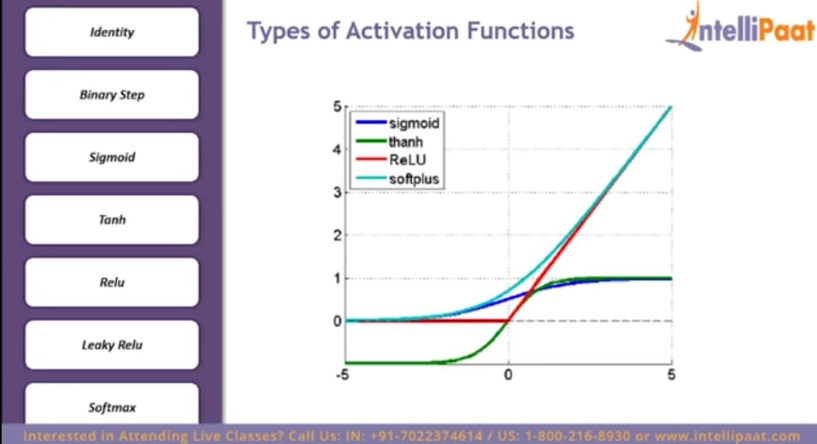 Identity
Binary Step
Sigmoid
Tanh
Relu
Leaky Relu
Softmax
Types of Activation Functions
IntelliPaat
5
4
3
2
1
0
sigmoid
thanh
ReLU
softplus
-5
0
5
Interested in Attending Live Classes? Call Us: IN: +91-7022374614 / US: 1-800-216-8930 or www.intellipaat.com